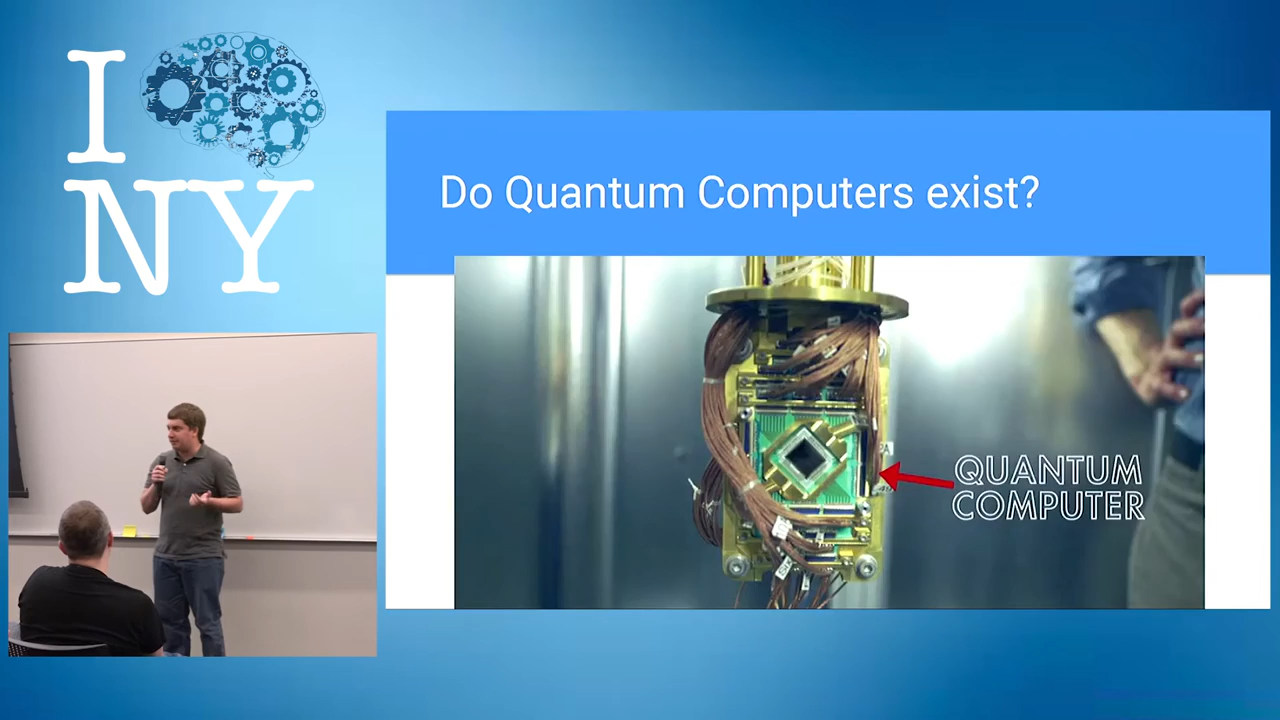 I
NY
Do Quantum Computers exist?
QUANTUM
COMPUTER